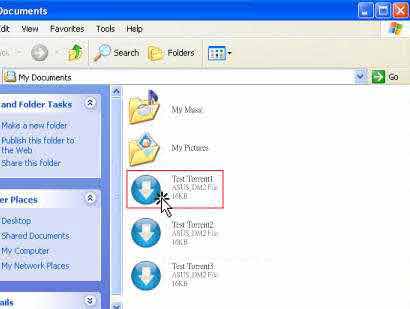 Documents
dit View Favorites Tools Help
Search Folders
My Documents Go
and Folder Tasks
Make a new folder
Publish this folder to
the Web
Share this folder
er Places
Desktop
Shared Documents
My Computer
My Network Places
ails
My Music
My Pictures
Test Torrent1
ASUS_DM2 File
16KB
Test Torrent2
ASUS_DM2 File
16KB
Test Torrent3
ASUS_DM2 File
16KB